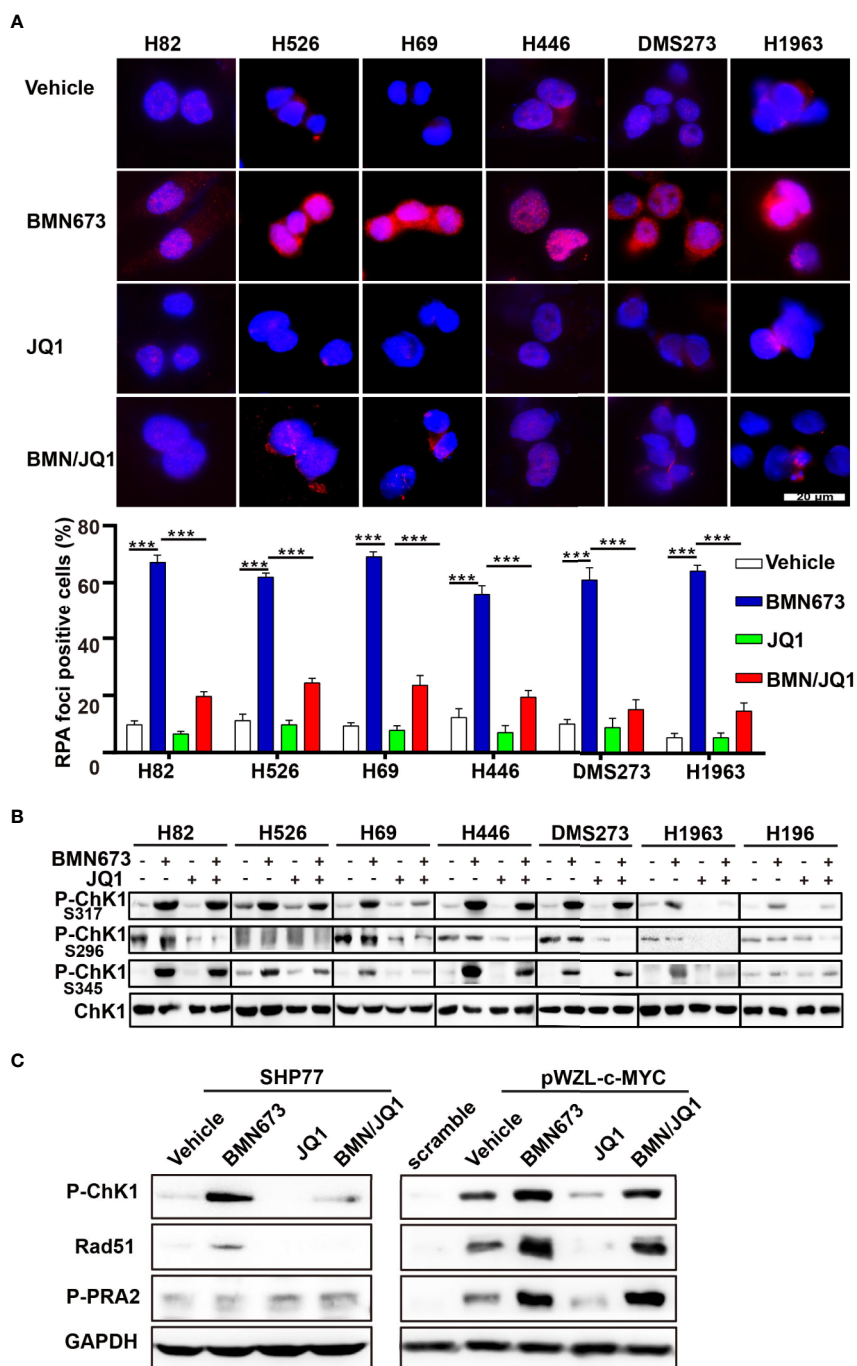 A
H82 H526 H69 H446 DMS273 H1963
Vehicle
BMN673
JQ1
BMN/JQ1
20 µm
RPA foci positive cells (%)
80
60
40
20
0
*** *** *** *** *** *** *** *** *** *** *** ***
Vehicle
BMN673
JQ1
BMN/JQ1
H82 H526 H69 H446 DMS273 H1963
B
H82 H526 H69 H446 DMS273 H1963 H196
BMN673 - + - + - + - + - + - + - + - + - + - + - + - + - + - +
JQ1 - - + + - - + + - - + + - - + + - - + + - - + + - - + +
P-ChK1
S317
P-ChK1
S296
P-ChK1
S345
ChK1
C
SHP77 pWZL-c-MYC
Vehicle BMN673 JQ1 BMN/JQ1 scramble Vehicle BMN673 JQ1 BMN/JQ1
P-ChK1
Rad51
P-PRA2
GAPDH